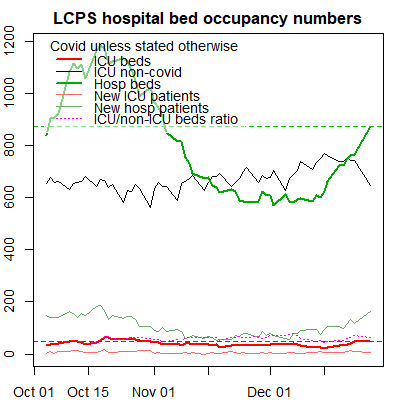 LCPS hospital bed occupancy numbers
Covid unless stated otherwise
ICU beds
ICU non-covid
Hosp beds
New ICU patients
New hosp patients
ICU/non-ICU beds ratio
1200
1000
800
600
400
200
0
Oct 01
Oct 15
Nov 01
Dec 01